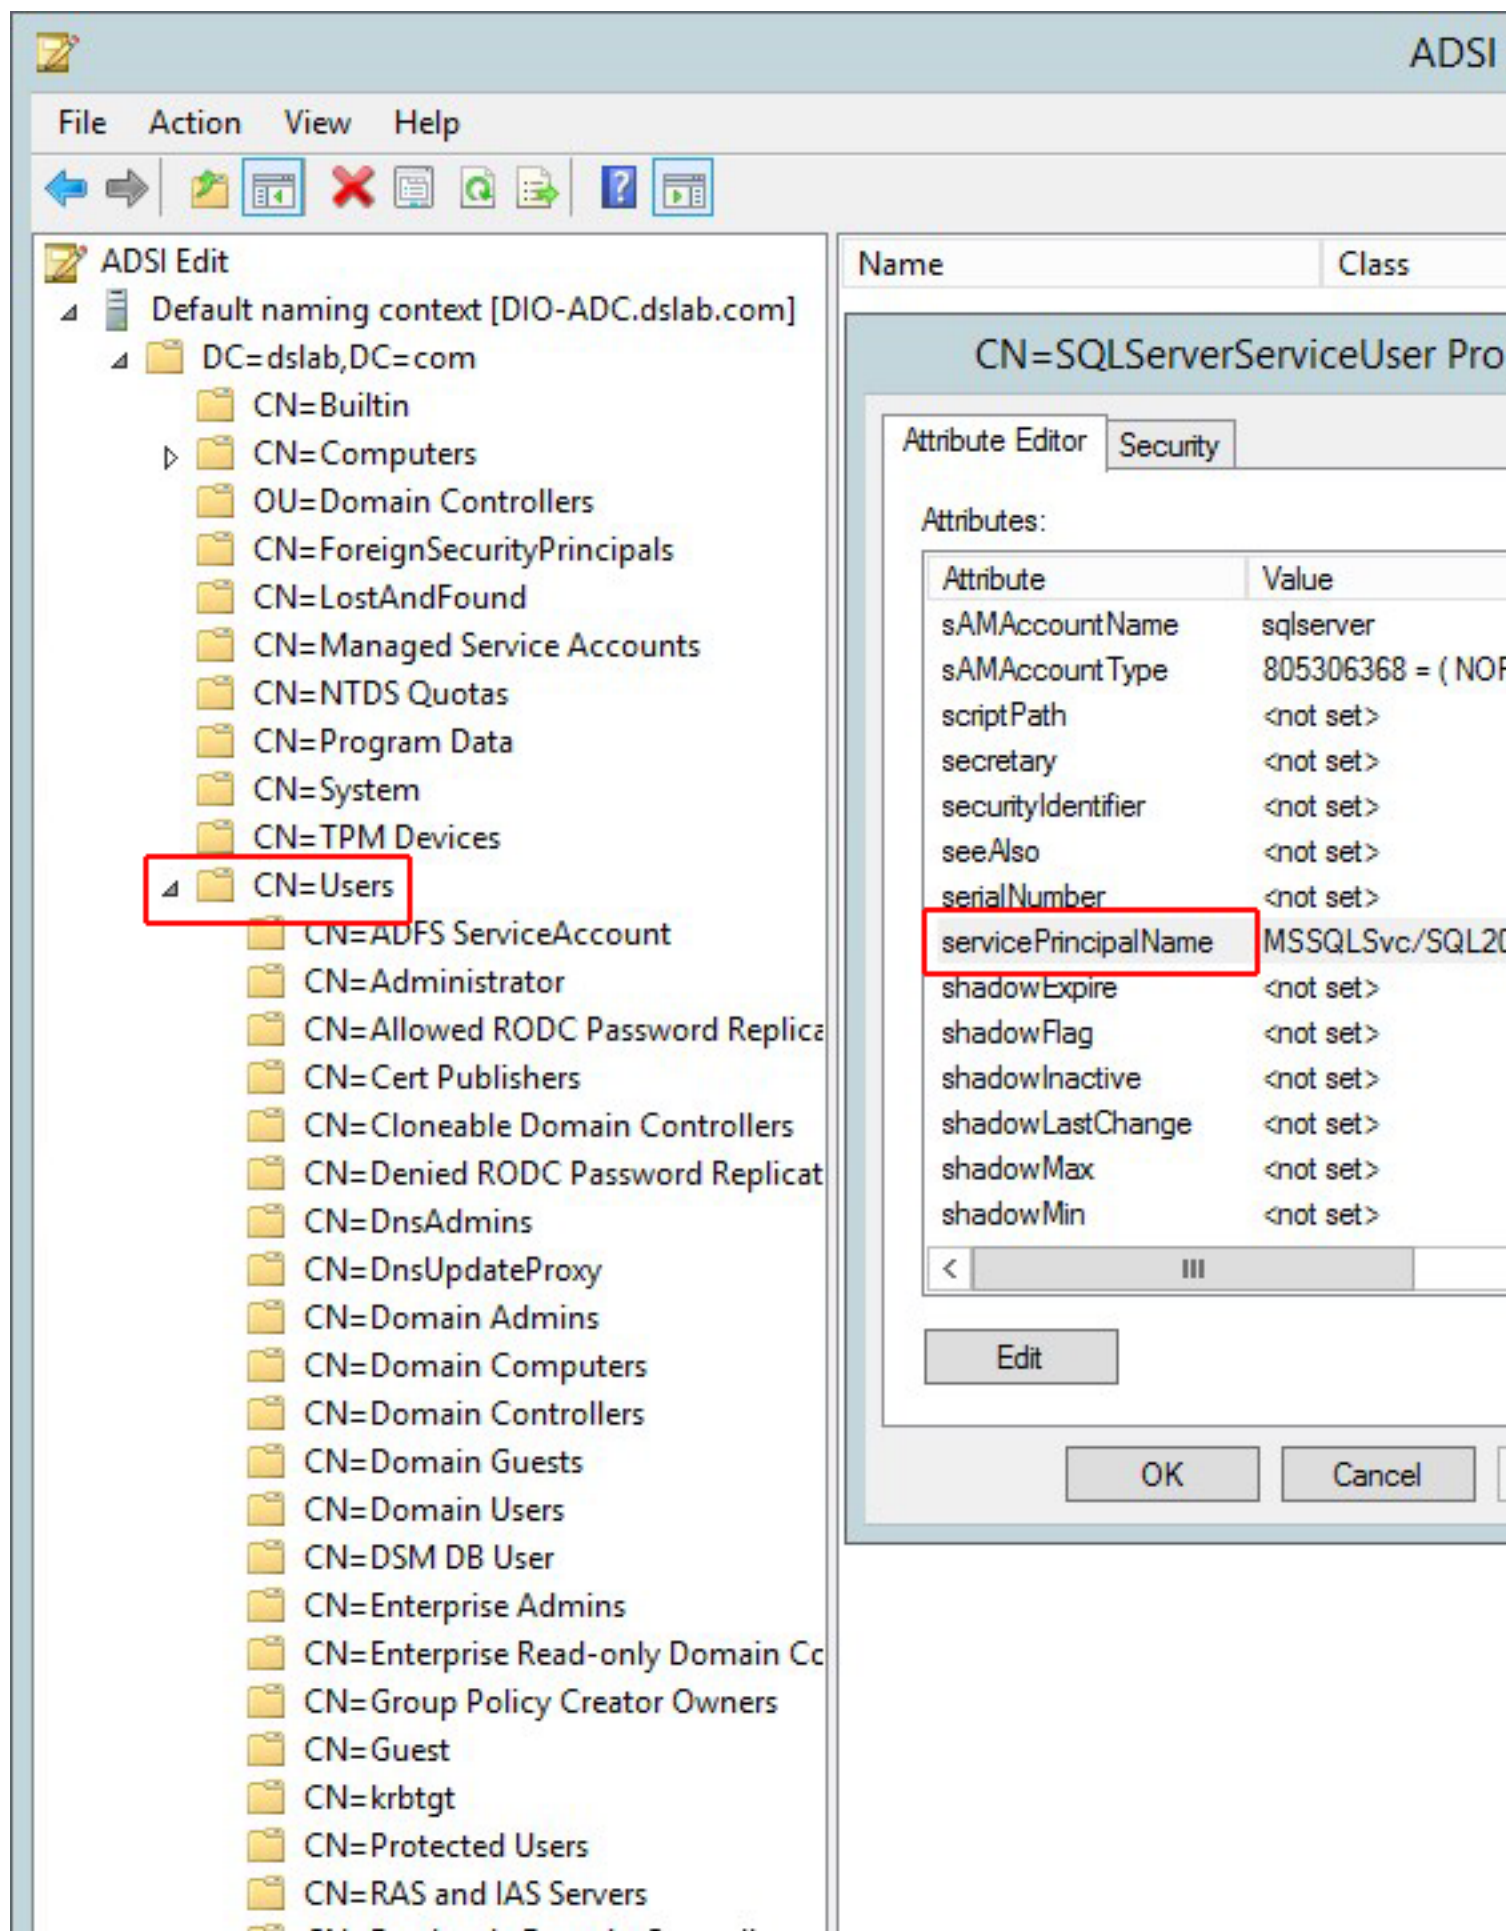 ADSI
File Action View Help
ADSI Edit
Default naming context [DIO-ADC.dslab.com]
DC=dslab,DC=com
CN=Builtin
CN=Computers
OU=Domain Controllers
CN=ForeignSecurityPrincipals
CN=LostAndFound
CN=Managed Service Accounts
CN=NTDS Quotas
CN=Program Data
CN=System
CN=TPM Devices
CN=Users
CN=ADFS ServiceAccount
CN=Administrator
CN=Allowed RODC Password Replica
CN=Cert Publishers
CN=Cloneable Domain Controllers
CN=Denied RODC Password Replicat
CN=DnsAdmins
CN=DnsUpdateProxy
CN=Domain Admins
CN=Domain Computers
CN=Domain Controllers
CN=Domain Guests
CN=Domain Users
CN=DSM DB User
CN=Enterprise Admins
CN=Enterprise Read-only Domain Cc
CN=Group Policy Creator Owners
CN=Guest
CN=krbtgt
CN=Protected Users
CN=RAS and IAS Servers
Name Class
CN=SQLServerServiceUser Pro
Attribute Editor Security
Attributes:
Attribute Value
sAMAccountName sqlserver
sAMAccountType 805306368 = ( NOR
scriptPath <not set>
secretary <not set>
securityIdentifier <not set>
seeAlso <not set>
serialNumber <not set>
servicePrincipalName MSSQLSvc/SQL20
shadowExpire <not set>
shadowFlag <not set>
shadowInactive <not set>
shadowLastChange <not set>
shadowMax <not set>
shadowMin <not set>
Edit
OK Cancel